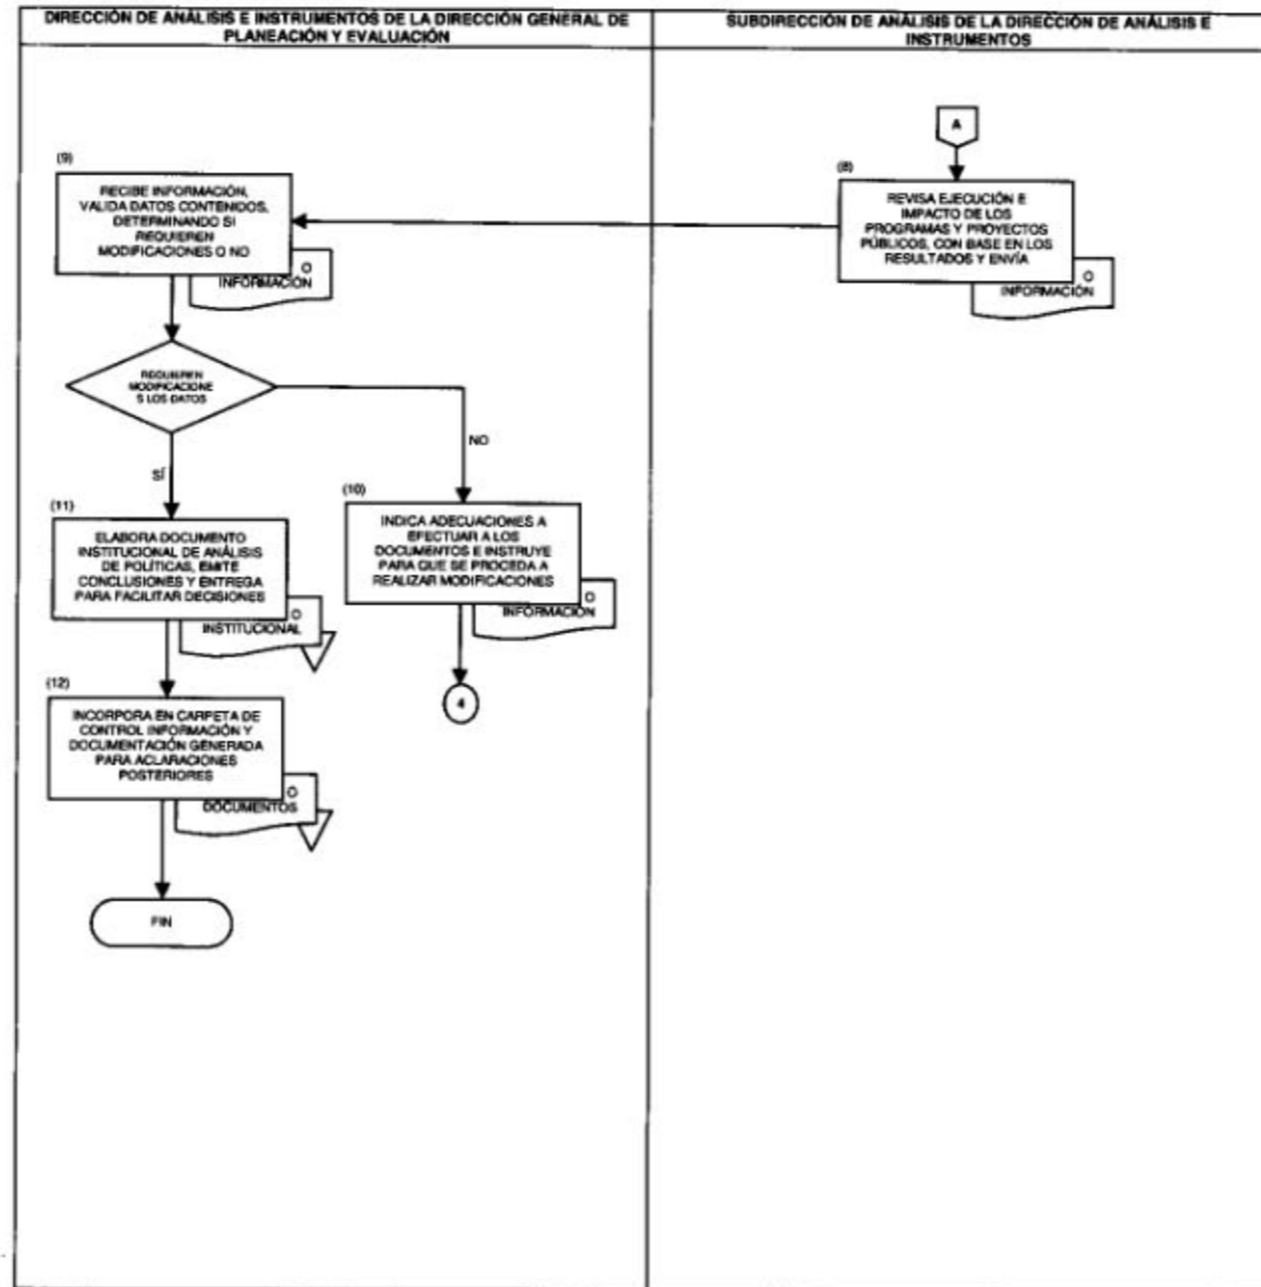 DIRECCIÓN DE ANÁLISIS E INSTRUMENTOS DE LA DIRECCIÓN GENERAL DE
PLANEACIÓN Y EVALUACIÓN
SUBDIRECCIÓN DE ANÁLISIS DE LA DIRECCIÓN DE ANÁLISIS E
INSTRUMENTOS
A
(8)
REVISA EJECUCIÓN E
IMPACTO DE LOS
PROGRAMAS Y PROYECTOS
PÚBLICOS, CON BASE EN LOS
RESULTADOS Y ENVÍA
O
INFORMACIÓN
(9)
RECIBE INFORMACIÓN,
VALIDA DATOS CONTENIDOS,
DETERMINANDO SI
REQUIEREN
MODIFICACIONES O NO
O
INFORMACIÓN
REQUIEREN
MODIFICACIONE
S LOS DATOS
NO
SÍ
(10)
INDICA ADECUACIONES A
EFECTUAR A LOS
DOCUMENTOS E INSTRUYE
PARA QUE SE PROCEDA A
REALIZAR MODIFICACIONES
O
INFORMACIÓN
4
(11)
ELABORA DOCUMENTO
INSTITUCIONAL DE ANÁLISIS
DE POLÍTICAS, EMITE
CONCLUSIONES Y ENTREGA
PARA FACILITAR DECISIONES
O
INSTITUCIONAL
(12)
INCORPORA EN CARPETA DE
CONTROL INFORMACIÓN Y
DOCUMENTACIÓN GENERADA
PARA ACLARACIONES
POSTERIORES
O
DOCUMENTOS
FIN